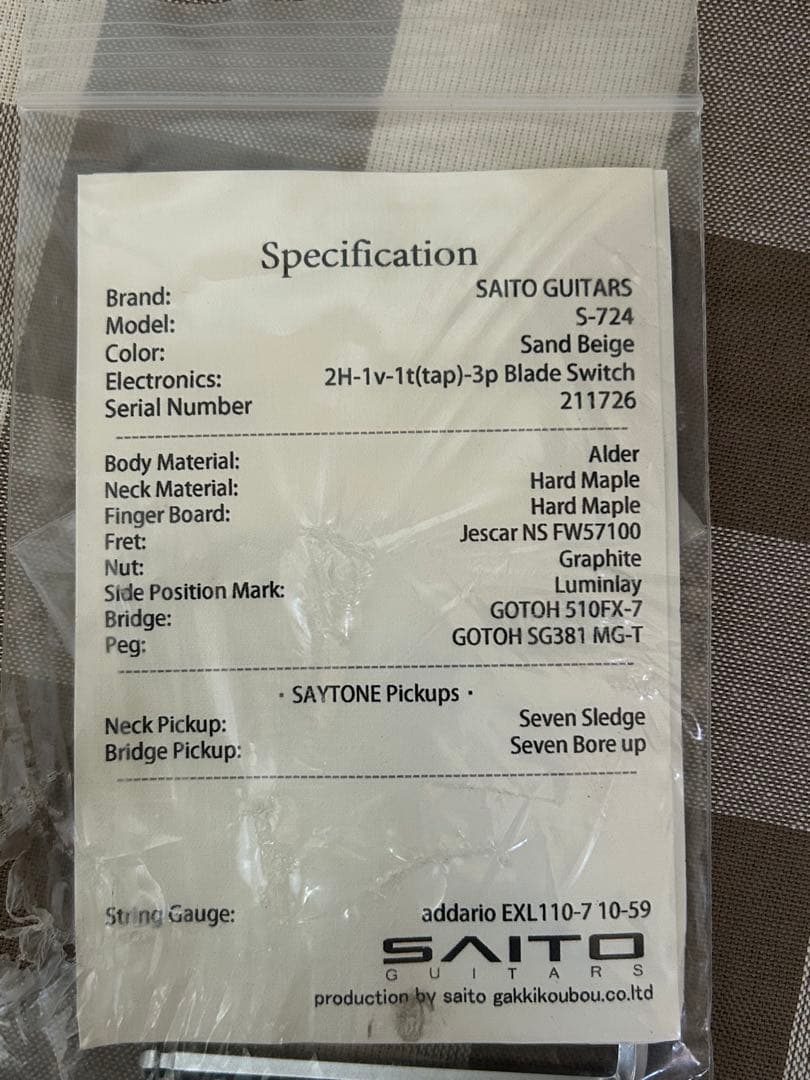 Specification
Brand: SAITO GUITARS
Model: S-724
Color: Sand Beige
Electronics: 2H-1v-1t(tap)-3p Blade Switch
Serial Number 211726
Body Material: Alder
Neck Material: Hard Maple
Finger Board: Hard Maple
Fret: Jescar NS FW57100
Nut: Graphite
Side Position Mark: Luminlay
Bridge: GOTOH 510FX-7
Peg: GOTOH SG381 MG-T
· SAYTONE Pickups ·
Neck Pickup: Seven Sledge
Bridge Pickup: Seven Bore up
String Gauge: addario EXL110-7 10-59
SAITO
GUITARS
production by saito gakkikoubou.co.ltd